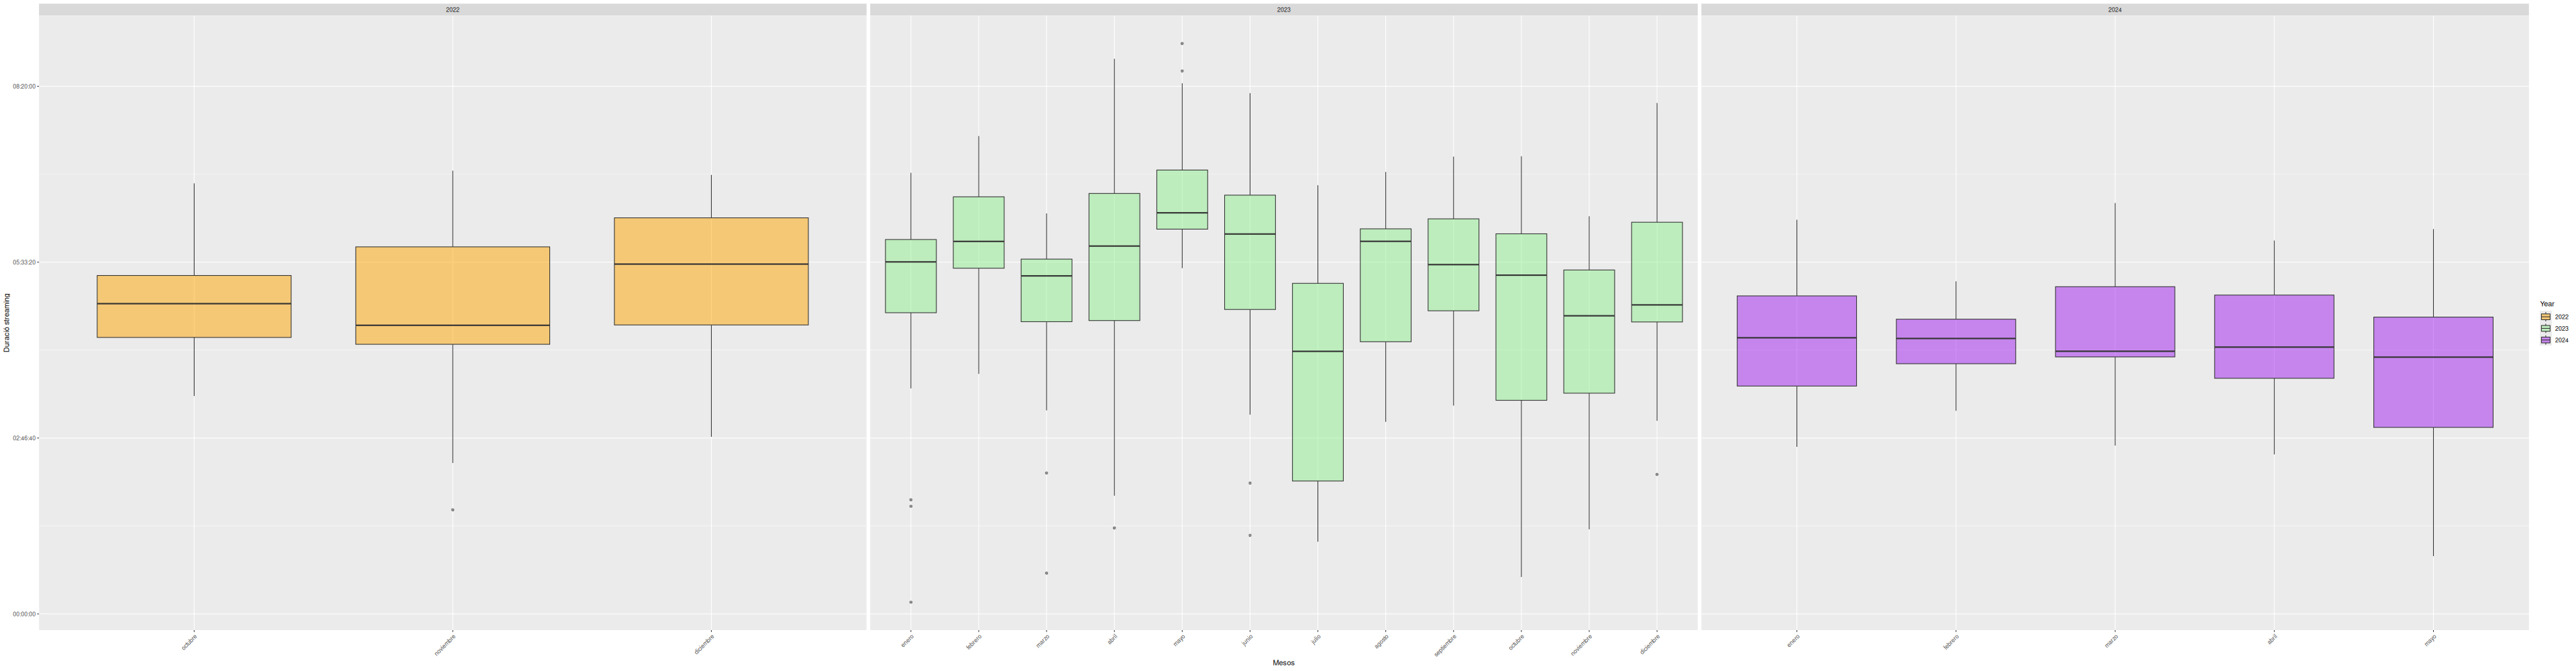 2022
2023
2024
08:20:00
05:33:20
02:46:40
00:00:00
Duració streaming
octubre
noviembre
diciembre
enero
febrero
marzo
abril
mayo
junio
julio
agosto
septiembre
octubre
noviembre
diciembre
enero
febrero
marzo
abril
mayo
Mesos
Year
2022
2023
2024